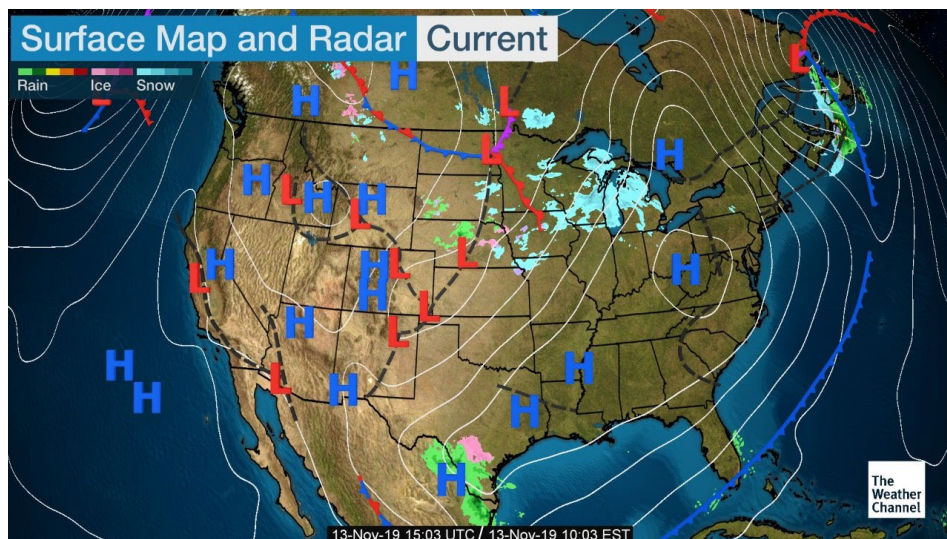 Surface Map and Radar Current
Rain Ice Snow
L H L
H L
L H
H L H H
L
H H L L H
L
H L
H L
H H
L H H
H H
H
The
Weather
Channel
13-Nov-19 15:03 UTC / 13-Nov-19 10:03 EST